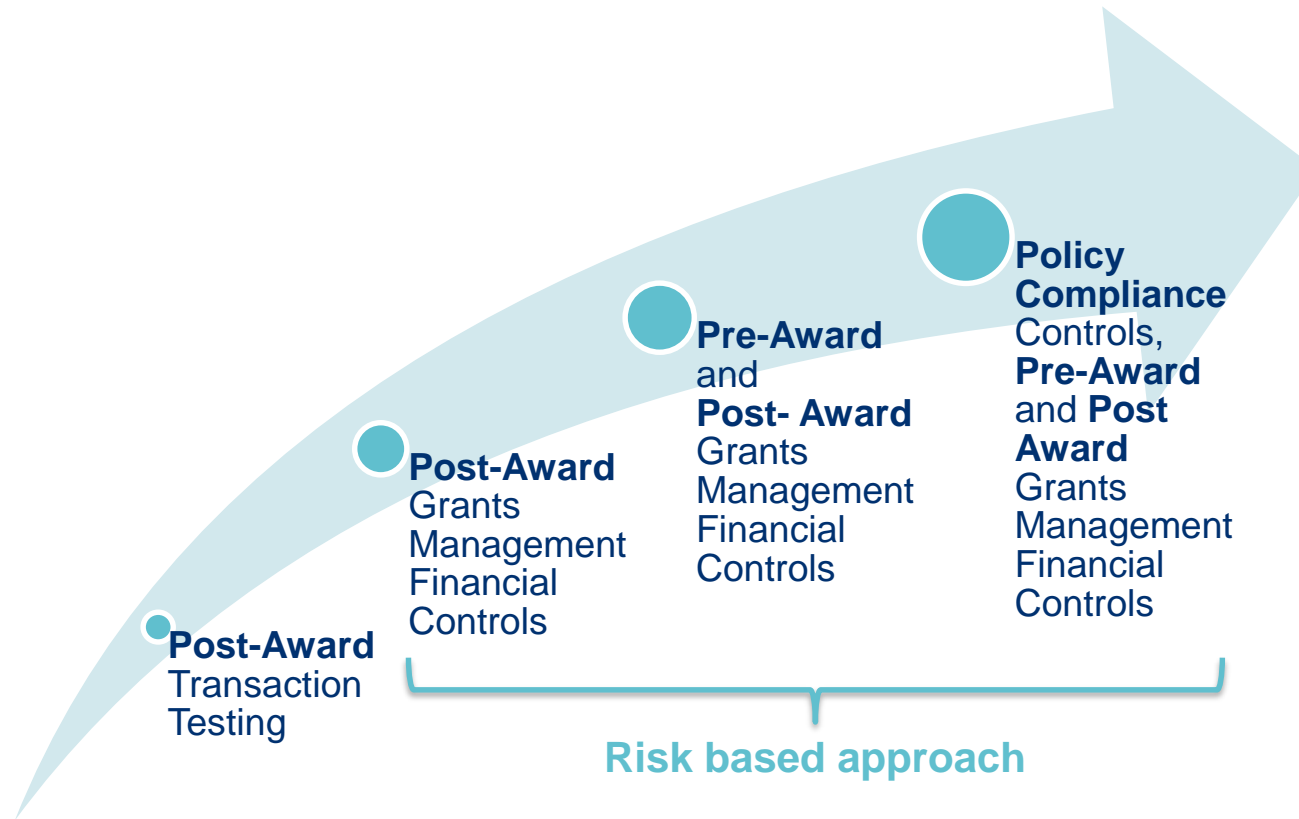 Post-Award
Transaction
Testing
Post-Award
Grants
Management
Financial
Controls
Pre-Award
and
Post- Award
Grants
Management
Financial
Controls
Policy
Compliance
Controls,
Pre-Award
and Post
Award
Grants
Management
Financial
Controls
Risk based approach